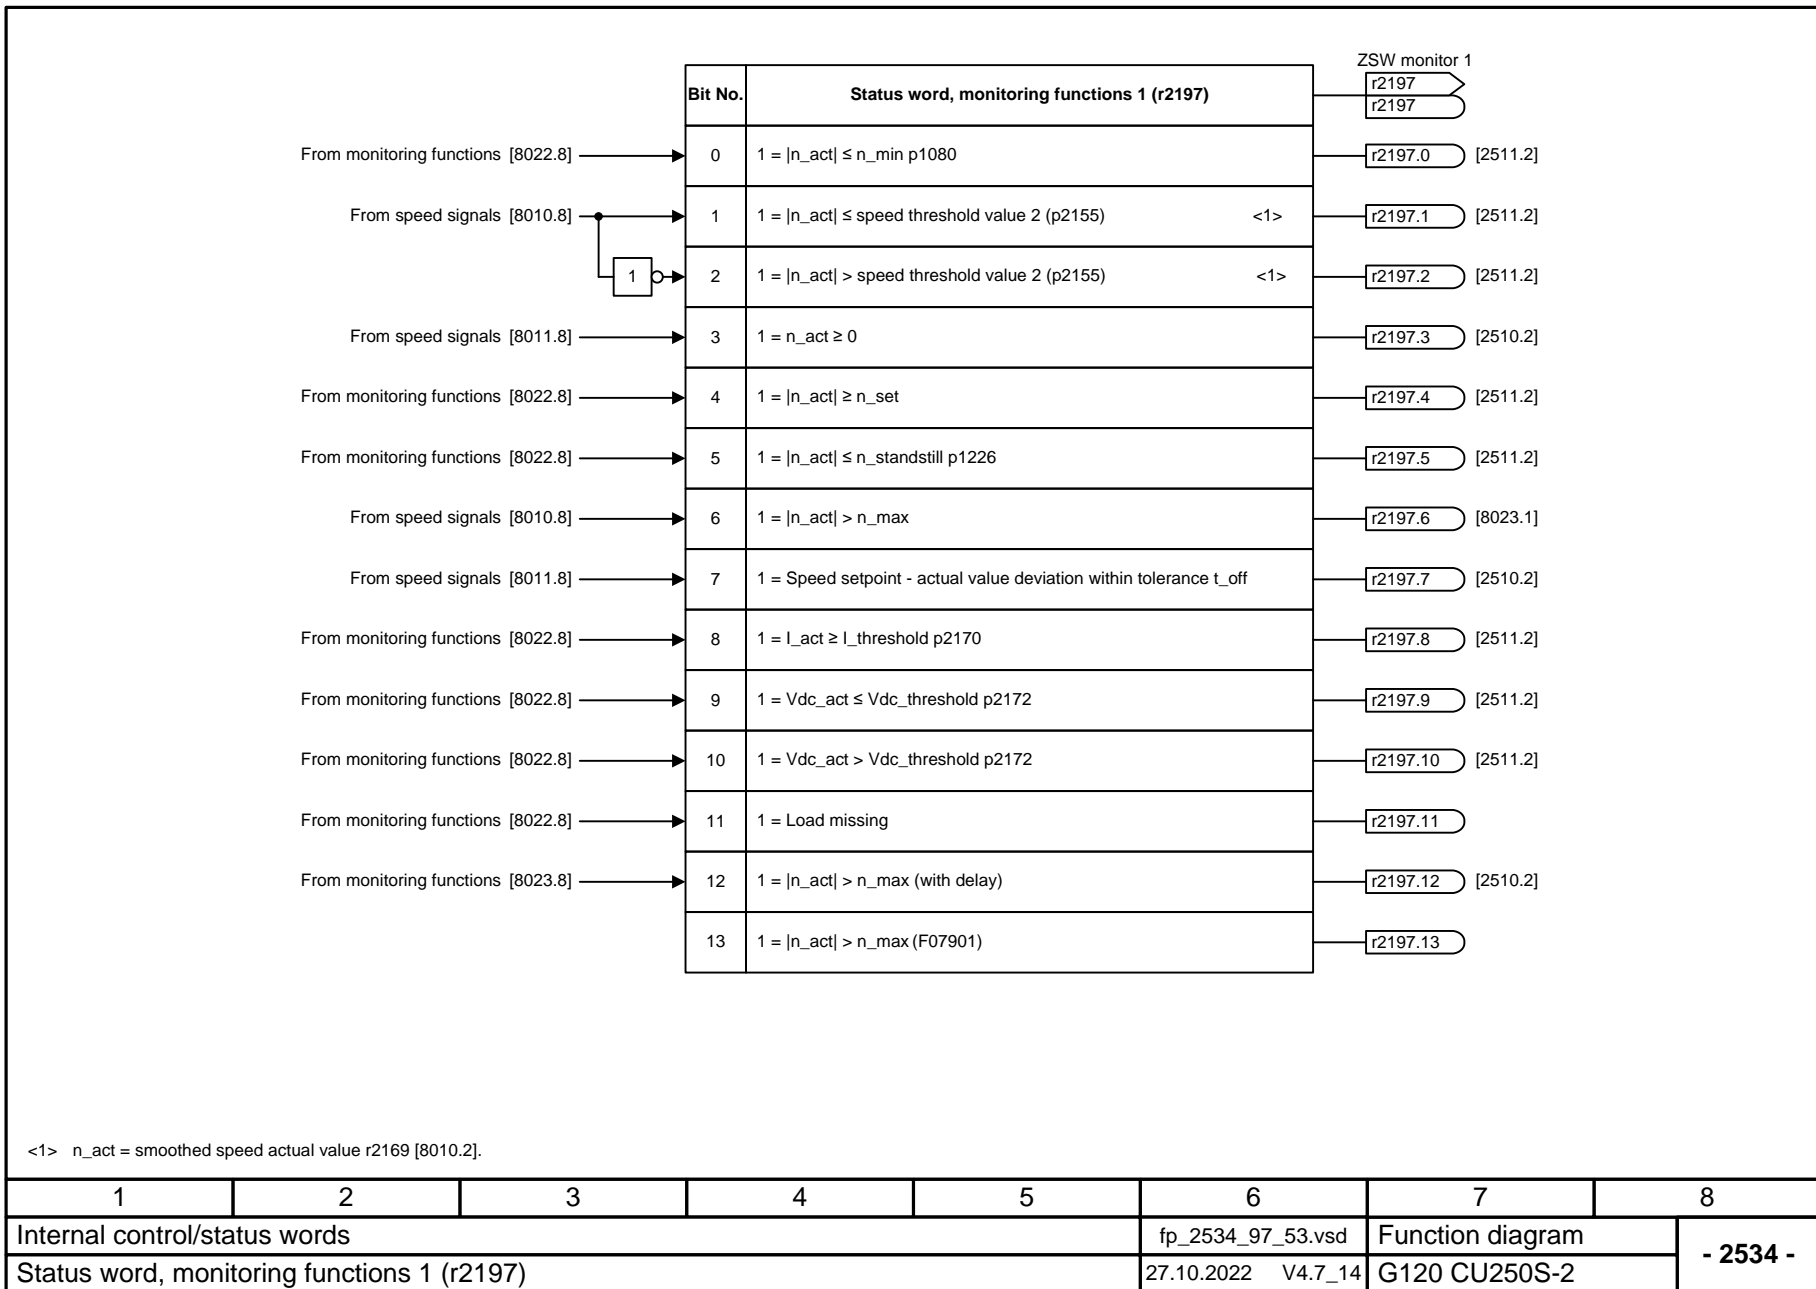 ZSW monitor 1
Bit No. Status word, monitoring functions 1 (r2197) r2197
r2197
From monitoring functions [8022.8] 0 1 = |n_act| ≤ n_min p1080 r2197.0 [2511.2]
From speed signals [8010.8] 1 1 = |n_act| ≤ speed threshold value 2 (p2155) <1> r2197.1 [2511.2]
1 2 1 = |n_act| > speed threshold value 2 (p2155) <1> r2197.2 [2511.2]
From speed signals [8011.8] 3 1 = n_act ≥ 0 r2197.3 [2510.2]
From monitoring functions [8022.8] 4 1 = |n_act| ≥ n_set r2197.4 [2511.2]
From monitoring functions [8022.8] 5 1 = |n_act| ≤ n_standstill p1226 r2197.5 [2511.2]
From speed signals [8010.8] 6 1 = |n_act| > n_max r2197.6 [8023.1]
From speed signals [8011.8] 7 1 = Speed setpoint - actual value deviation within tolerance t_off r2197.7 [2510.2]
From monitoring functions [8022.8] 8 1 = I_act ≥ I_threshold p2170 r2197.8 [2511.2]
From monitoring functions [8022.8] 9 1 = Vdc_act ≤ Vdc_threshold p2172 r2197.9 [2511.2]
From monitoring functions [8022.8] 10 1 = Vdc_act > Vdc_threshold p2172 r2197.10 [2511.2]
From monitoring functions [8022.8] 11 1 = Load missing r2197.11
From monitoring functions [8023.8] 12 1 = |n_act| > n_max (with delay) r2197.12 [2510.2]
13 1 = |n_act| > n_max (F07901) r2197.13
<1> n_act = smoothed speed actual value r2169 [8010.2].
1 2 3 4 5 6 7 8
Internal control/status words fp_2534_97_53.vsd Function diagram - 2534 -
Status word, monitoring functions 1 (r2197) 27.10.2022 V4.7_14 G120 CU250S-2